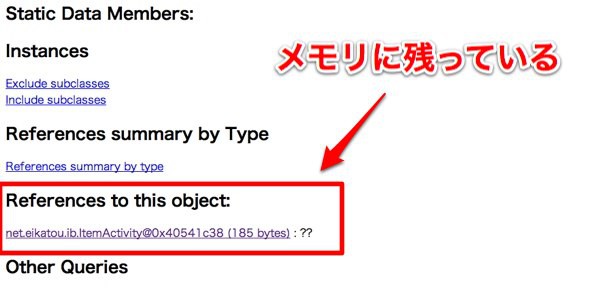 Static Data Members:
Instances
メモリに残っている
Exclude subclasses
Include subclasses
References summary by Type
References summary by type
References to this object:
net.eikatou.ib.ItemActivity@0x40541c38 (185 bytes) : ??
Other Queries